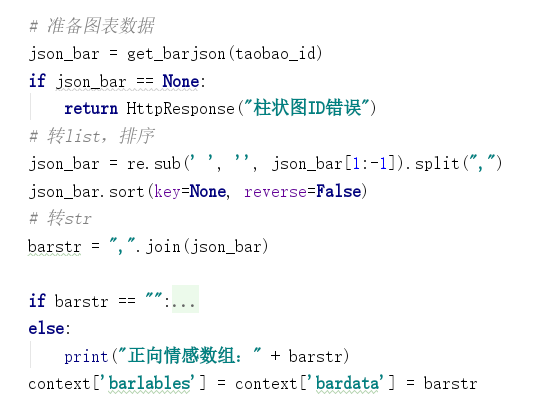 # 准备图表数据
json_bar = get_barjson(taobao_id)
if json_bar == None:
    return HttpResponse("柱状图ID错误")
# 转list，排序
json_bar = re.sub(' ', '', json_bar[1:-1]).split(",")
json_bar.sort(key=None, reverse=False)
# 转str
barstr = ",".join(json_bar)

if barstr == "":...
else:
    print("正向情感数组：" + barstr)
context['barlables'] = context['bardata'] = barstr